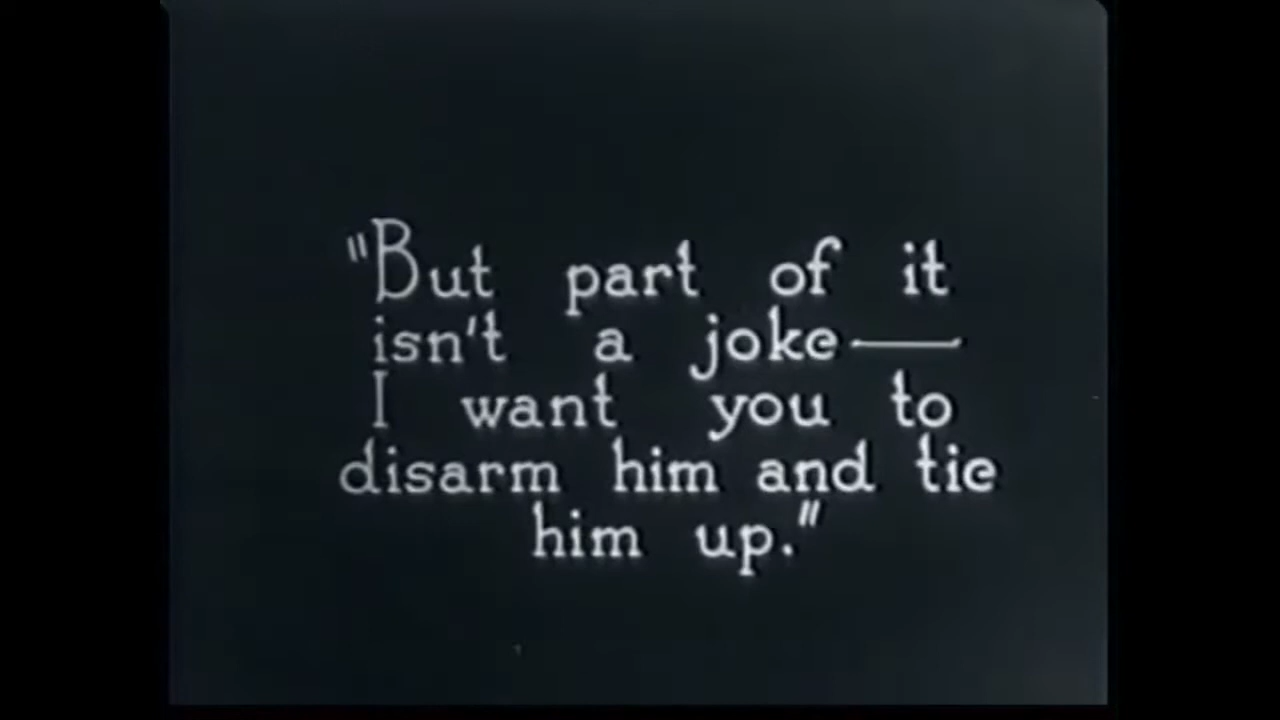 "But part of it
isn't a joke——
I want you to
disarm him and tie
him up."